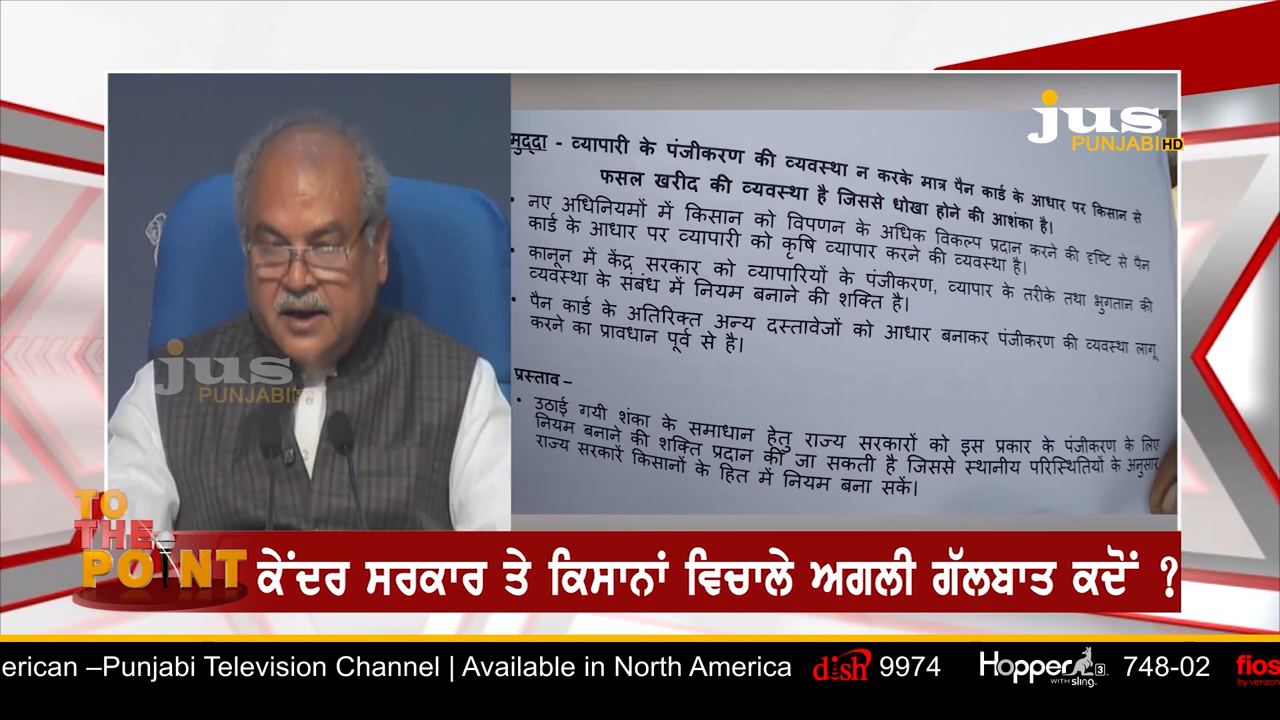 jus
PUNJABI HD
मुद्दा - व्यापारी के पंजीकरण की व्यवस्था न करके मात्र पैन कार्ड के आधार पर किसान से
फसल खरीद की व्यवस्था है जिससे धोखा होने की आशंका है।
• नए अधिनियमों में किसान को विपणन के अधिक विकल्प प्रदान करने की दृष्टि से पैन
कार्ड के आधार पर व्यापारी को कृषि व्यापार करने की व्यवस्था है।
• कानून में केंद्र सरकार को व्यापारियों के पंजीकरण, व्यापार के तरीके तथा भुगतान की
व्यवस्था के संबंध में नियम बनाने की शक्ति है।
• पैन कार्ड के अतिरिक्त अन्य दस्तावेजों को आधार बनाकर पंजीकरण की व्यवस्था लागू
करने का प्रावधान पूर्व से है।
प्रस्ताव–
• उठाई गयी शंका के समाधान हेतु राज्य सरकारों को इस प्रकार के पंजीकरण के लिए
नियम बनाने की शक्ति प्रदान की जा सकती है जिससे स्थानीय परिस्थितियों के अनुसार
राज्य सरकारें किसानों के हित में नियम बना सकें।
jus
PUNJABI
TO
THE
POINT
ਕੇਂਦਰ ਸਰਕਾਰ ਤੇ ਕਿਸਾਨਾਂ ਵਿਚਾਲੇ ਅਗਲੀ ਗੱਲਬਾਤ ਕਦੋਂ ?
erican –Punjabi Television Channel | Available in North America dish 9974 Hopper 3 WITH sling 748-02 fios by verizon